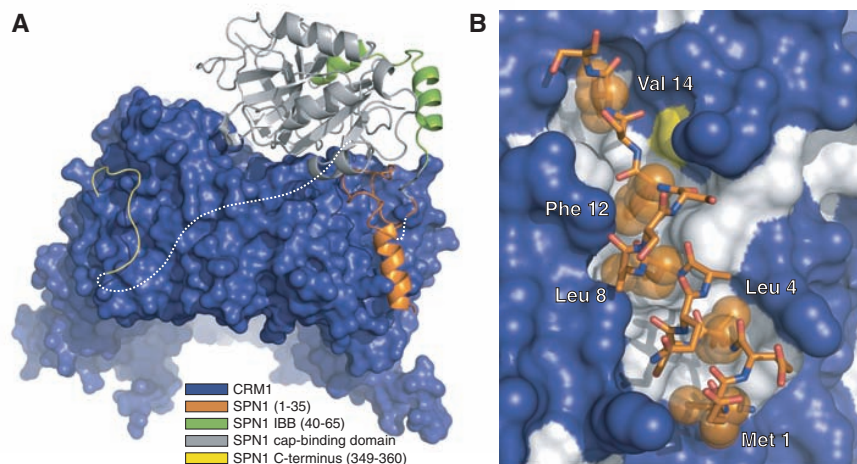 A
B
Val 14
Phe 12
Leu 8
Leu 4
Met 1
CRM1
SPN1 (1-35)
SPN1 IBB (40-65)
SPN1 cap-binding domain
SPN1 C-terminus (349-360)